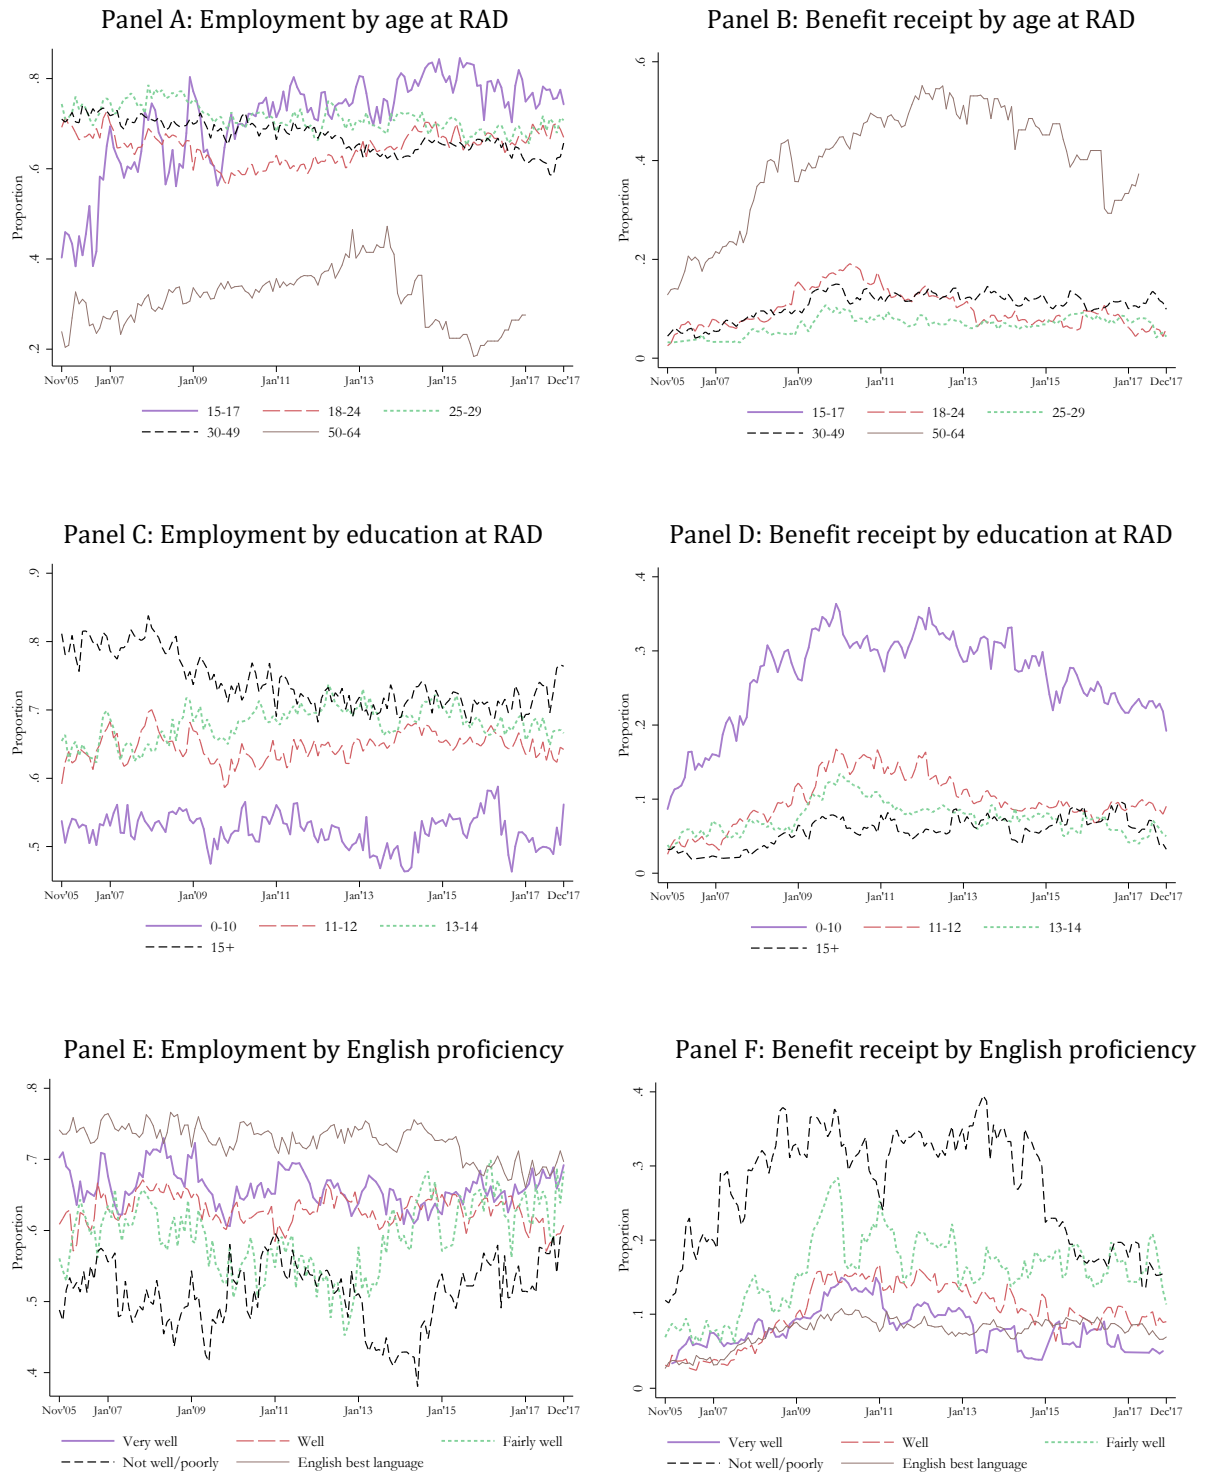 Panel A: Employment by age at RAD
Proportion
.2 .4 .6 .8
Nov'05 Jan'07 Jan'09 Jan'11 Jan'13 Jan'15 Jan'17 Dec'17
15-17 18-24 25-29
30-49 50-64
Panel B: Benefit receipt by age at RAD
Proportion
0 .2 .4 .6
Nov'05 Jan'07 Jan'09 Jan'11 Jan'13 Jan'15 Jan'17 Dec'17
15-17 18-24 25-29
30-49 50-64
Panel C: Employment by education at RAD
Proportion
.5 .6 .7 .8 .9
Nov'05 Jan'07 Jan'09 Jan'11 Jan'13 Jan'15 Jan'17 Dec'17
0-10 11-12 13-14
15+
Panel D: Benefit receipt by education at RAD
Proportion
0 .1 .2 .3 .4
Nov'05 Jan'07 Jan'09 Jan'11 Jan'13 Jan'15 Jan'17 Dec'17
0-10 11-12 13-14
15+
Panel E: Employment by English proficiency
Proportion
.4 .5 .6 .7 .8
Nov'05 Jan'07 Jan'09 Jan'11 Jan'13 Jan'15 Jan'17 Dec'17
Very well Well Fairly well
Not well/poorly English best language
Panel F: Benefit receipt by English proficiency
Proportion
0 .1 .2 .3 .4
Nov'05 Jan'07 Jan'09 Jan'11 Jan'13 Jan'15 Jan'17 Dec'17
Very well Well Fairly well
Not well/poorly English best language